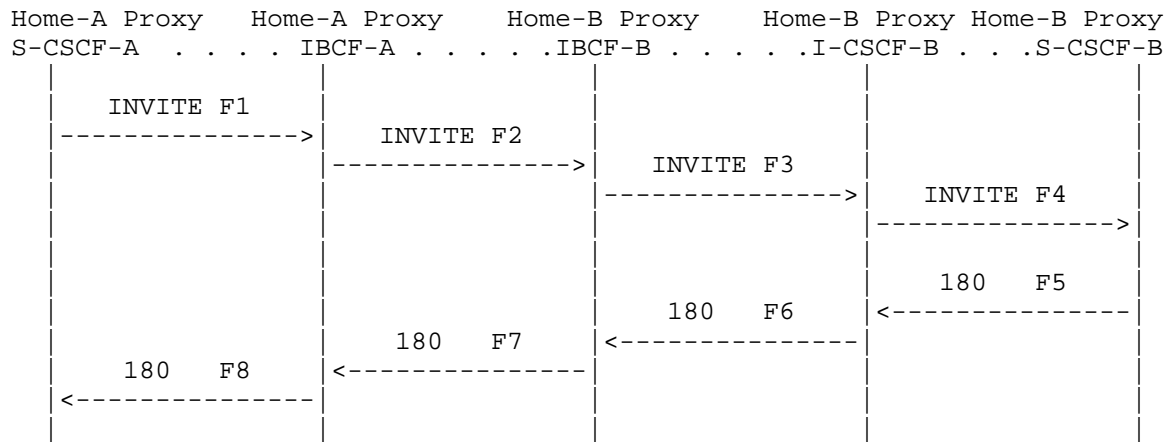 Home-A Proxy Home-A Proxy Home-B Proxy Home-B Proxy Home-B Proxy
S-CSCF-A . . . . IBCF-A . . . . .IBCF-B . . . . .I-CSCF-B . . .S-CSCF-B
INVITE F1
INVITE F2
INVITE F3
INVITE F4
180 F5
180 F6
180 F7
180 F8